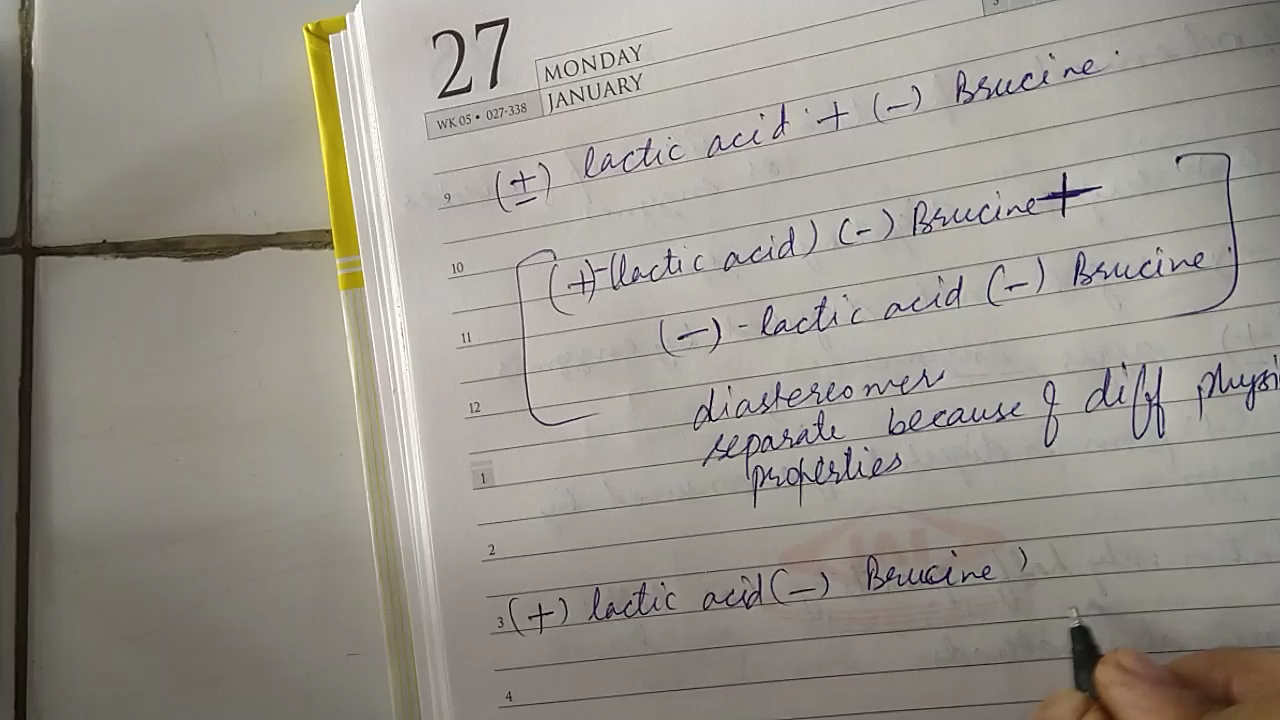 27
MONDAY
JANUARY
WK 05 • 027-338
9 (±) lactic acid + (-) Brucine
10 (+)-(lactic acid) (-) Brucine +
11 (-) - lactic acid (-) Brucine
12 diastereomer
separate because of diff physi
1 properties
2
3 (+) lactic acid (-) Brucine )
4